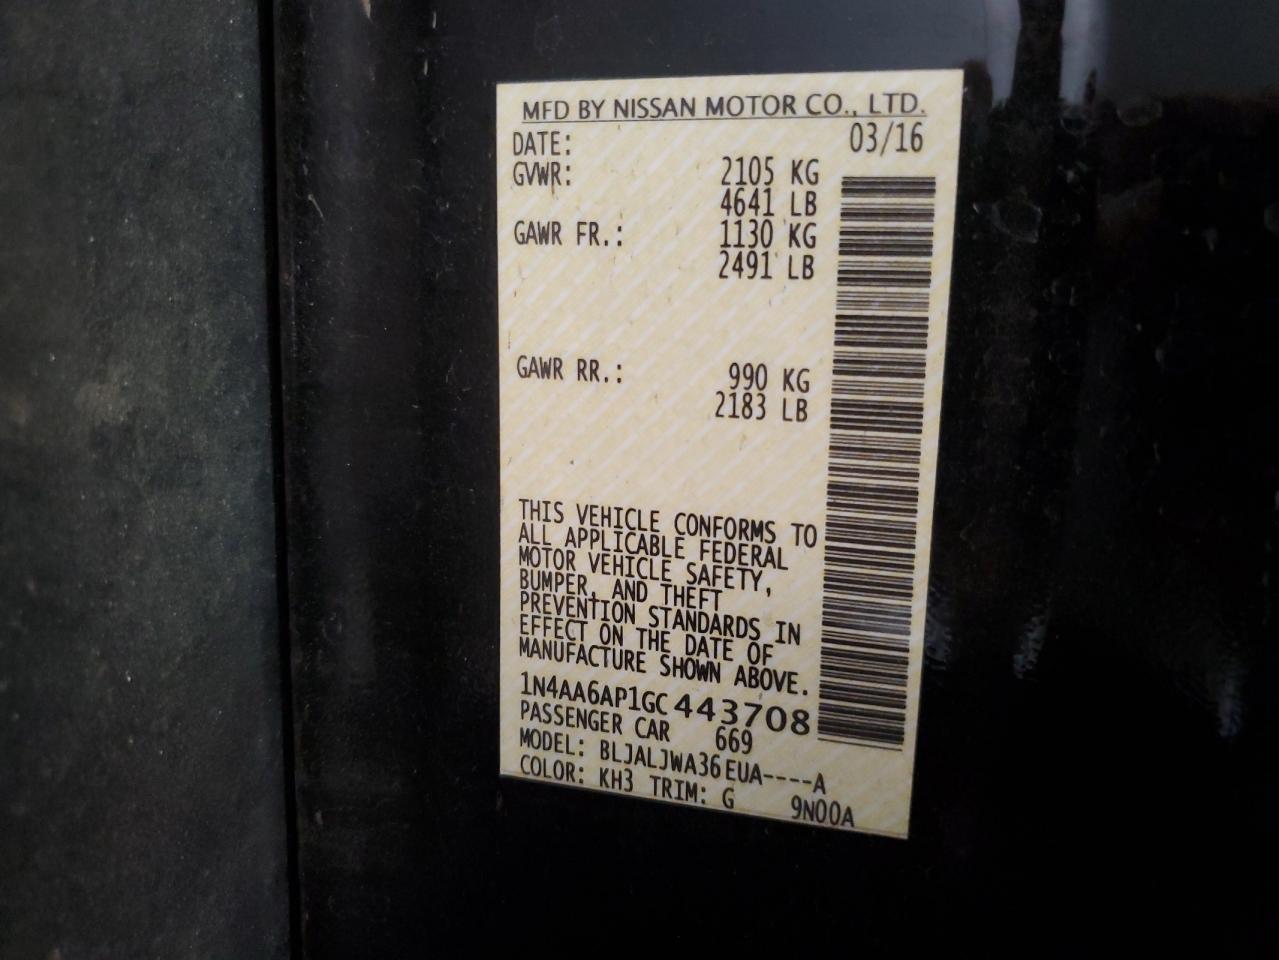 MFD BY NISSAN MOTOR CO., LTD.
DATE: 03/16
GVWR: 2105 KG
4641 LB
GAWR FR.: 1130 KG
2491 LB
GAWR RR.: 990 KG
2183 LB
THIS VEHICLE CONFORMS TO
ALL APPLICABLE FEDERAL
MOTOR VEHICLE SAFETY,
BUMPER, AND THEFT
PREVENTION STANDARDS IN
EFFECT ON THE DATE OF
MANUFACTURE SHOWN ABOVE.
1N4AA6AP1GC443708
PASSENGER CAR 669
MODEL: BLJALJWA36EUA----A
COLOR: KH3 TRIM: G 9N00A